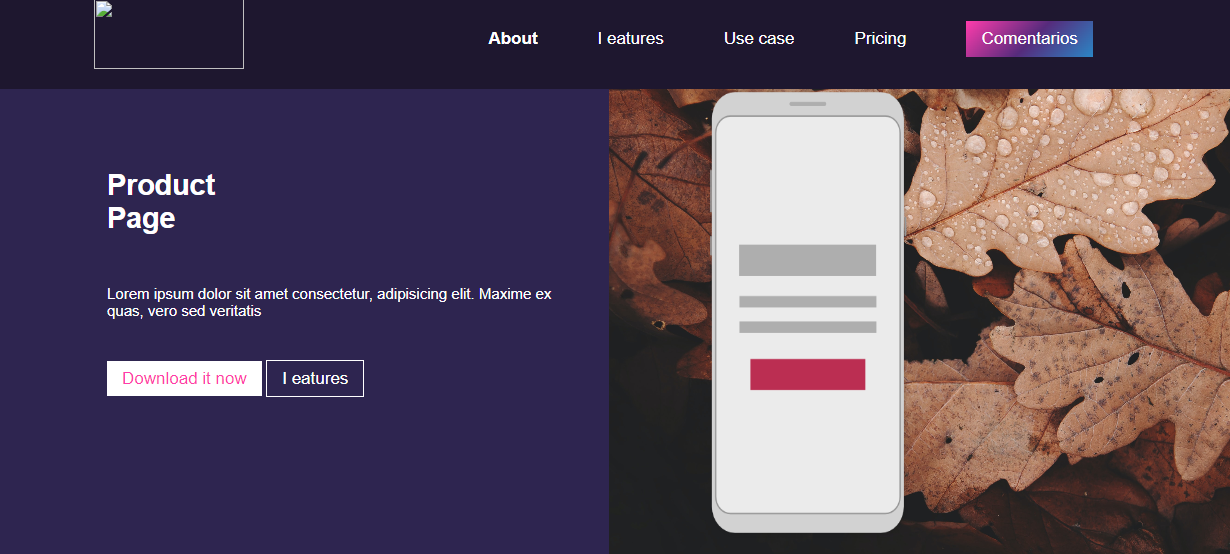 About
I eatures
Use case
Pricing
Comentarios
Product
Page
Lorem ipsum dolor sit amet consectetur, adipisicing elit. Maxime ex
quas, vero sed veritatis
Download it now
I eatures